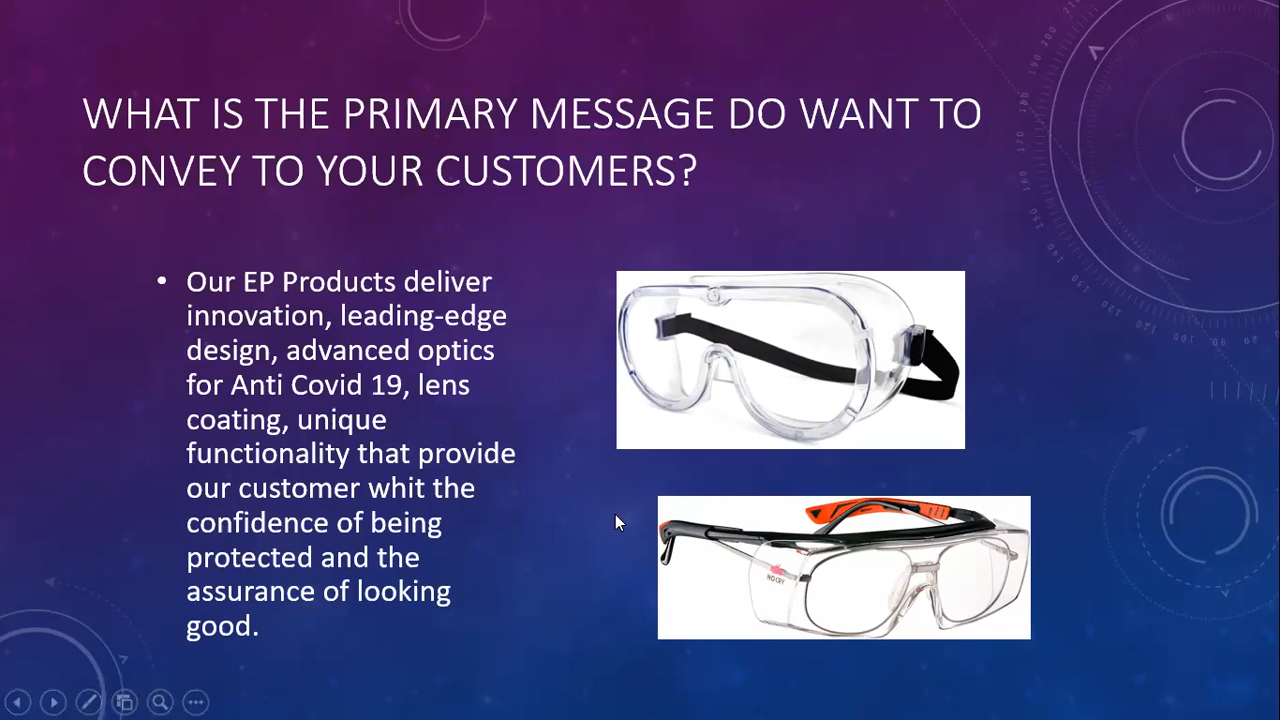 WHAT IS THE PRIMARY MESSAGE DO WANT TO
CONVEY TO YOUR CUSTOMERS?
• Our EP Products deliver
innovation, leading-edge
design, advanced optics
for Anti Covid 19, lens
coating, unique
functionality that provide
our customer whit the
confidence of being
protected and the
assurance of looking
good.
NOCRY